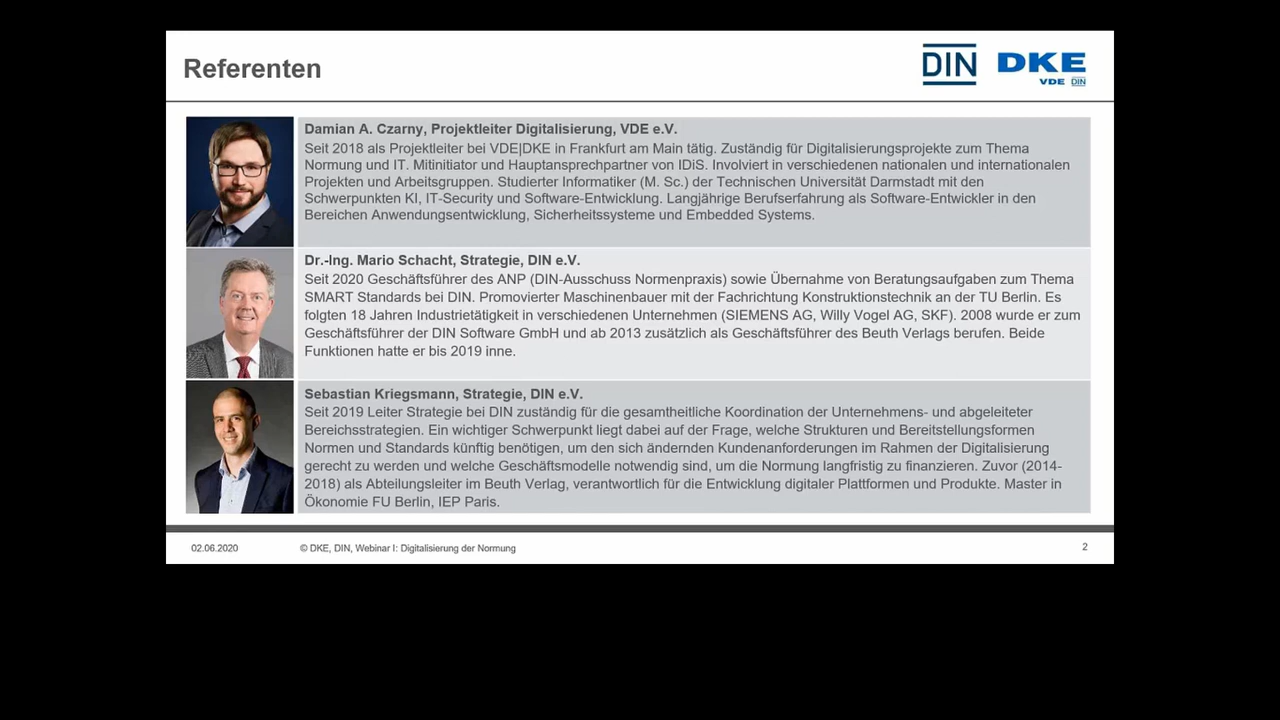 Referenten
DIN
DKE
VDE DIN
Damian A. Czarny, Projektleiter Digitalisierung, VDE e.V.
Seit 2018 als Projektleiter bei VDE|DKE in Frankfurt am Main tätig. Zuständig für Digitalisierungsprojekte zum Thema
Normung und IT. Mitinitiator und Hauptansprechpartner von IDiS. Involviert in verschiedenen nationalen und internationalen
Projekten und Arbeitsgruppen. Studierter Informatiker (M. Sc.) der Technischen Universität Darmstadt mit den
Schwerpunkten KI, IT-Security und Software-Entwicklung. Langjährige Berufserfahrung als Software-Entwickler in den
Bereichen Anwendungsentwicklung, Sicherheitssysteme und Embedded Systems.
Dr.-Ing. Mario Schacht, Strategie, DIN e.V.
Seit 2020 Geschäftsführer des ANP (DIN-Ausschuss Normenpraxis) sowie Übernahme von Beratungsaufgaben zum Thema
SMART Standards bei DIN. Promovierter Maschinenbauer mit der Fachrichtung Konstruktionstechnik an der TU Berlin. Es
folgten 18 Jahren Industrietätigkeit in verschiedenen Unternehmen (SIEMENS AG, Willy Vogel AG, SKF). 2008 wurde er zum
Geschäftsführer der DIN Software GmbH und ab 2013 zusätzlich als Geschäftsführer des Beuth Verlags berufen. Beide
Funktionen hatte er bis 2019 inne.
Sebastian Kriegsmann, Strategie, DIN e.V.
Seit 2019 Leiter Strategie bei DIN zuständig für die gesamtheitliche Koordination der Unternehmens- und abgeleiteter
Bereichsstrategien. Ein wichtiger Schwerpunkt liegt dabei auf der Frage, welche Strukturen und Bereitstellungsformen
Normen und Standards künftig benötigen, um den sich ändernden Kundenanforderungen im Rahmen der Digitalisierung
gerecht zu werden und welche Geschäftsmodelle notwendig sind, um die Normung langfristig zu finanzieren. Zuvor (2014-
2018) als Abteilungsleiter im Beuth Verlag, verantwortlich für die Entwicklung digitaler Plattformen und Produkte. Master in
Ökonomie FU Berlin, IEP Paris.
02.06.2020
© DKE, DIN, Webinar I: Digitalisierung der Normung
2